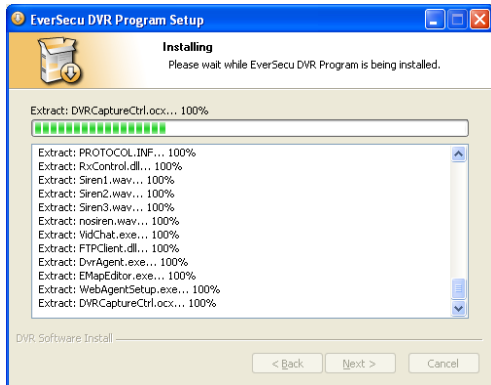 EverSecu DVR Program Setup
Installing
Please wait while EverSecu DVR Program is being installed.
Extract: DVRCaptureCtrl.ocx... 100%
Extract: PROTOCOL.INF... 100%
Extract: RxControl.dll... 100%
Extract: Siren1.wav... 100%
Extract: Siren2.wav... 100%
Extract: Siren3.wav... 100%
Extract: nosiren.wav... 100%
Extract: VidChat.exe... 100%
Extract: FTPClient.dll... 100%
Extract: DvrAgent.exe... 100%
Extract: EMapEditor.exe... 100%
Extract: WebAgentSetup.exe... 100%
Extract: DVRCaptureCtrl.ocx... 100%
DVR Software Install
< Back Next > Cancel